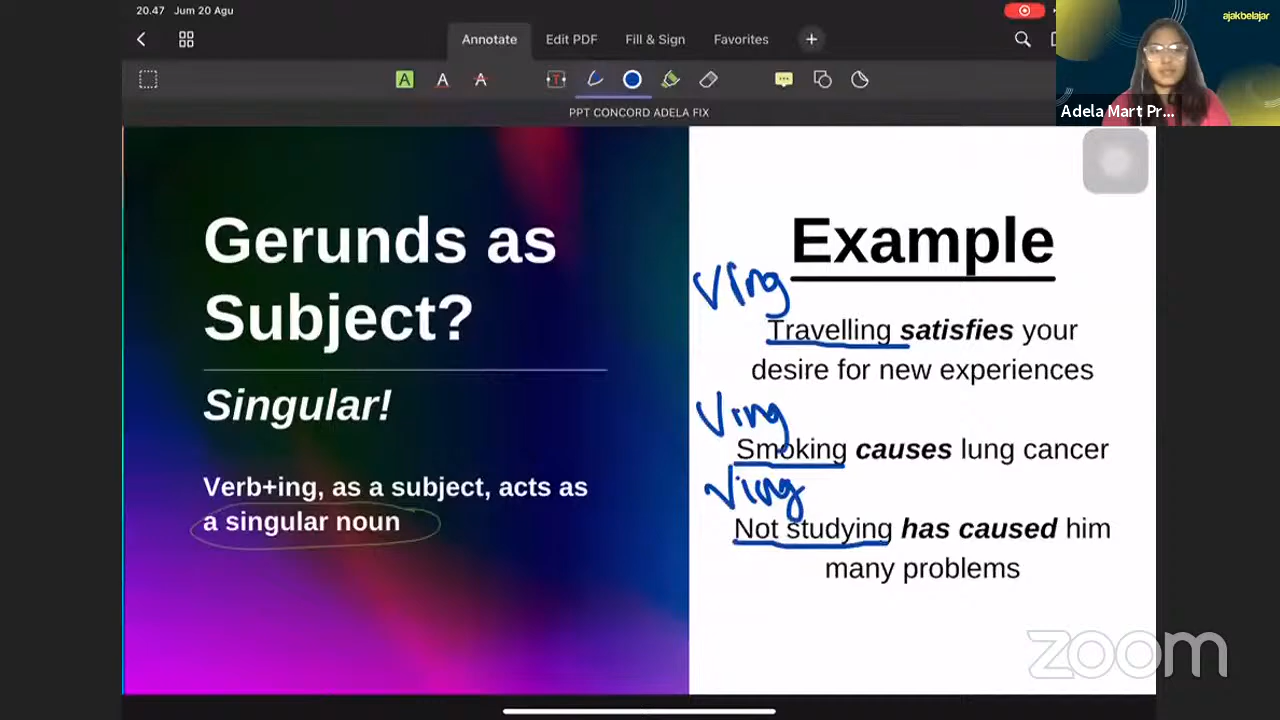 20.47 Jum 20 Agu
ajakbelajar
Annotate Edit PDF Fill & Sign Favorites +
A A A T
PPT CONCORD ADELA FIX
Adela Mart Pr...
Gerunds as
Subject?
Singular!
Verb+ing, as a subject, acts as
a singular noun
Example
Ving
Travelling satisfies your
desire for new experiences
Ving
Smoking causes lung cancer
Ving
Not studying has caused him
many problems
zoom